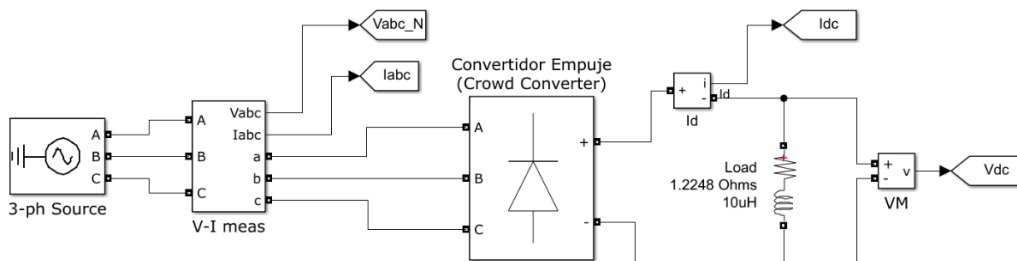 Vabc_N
Idc
Iabc
Convertidor Empuje
(Crowd Converter)
A
B
C
3-ph Source
A
B
C
Vabc
Iabc
a
b
c
V-I meas
A
B
C
+
-
+
i
-
Id
Id
Load
1.2248 Ohms
10uH
+
-
v
VM
Vdc